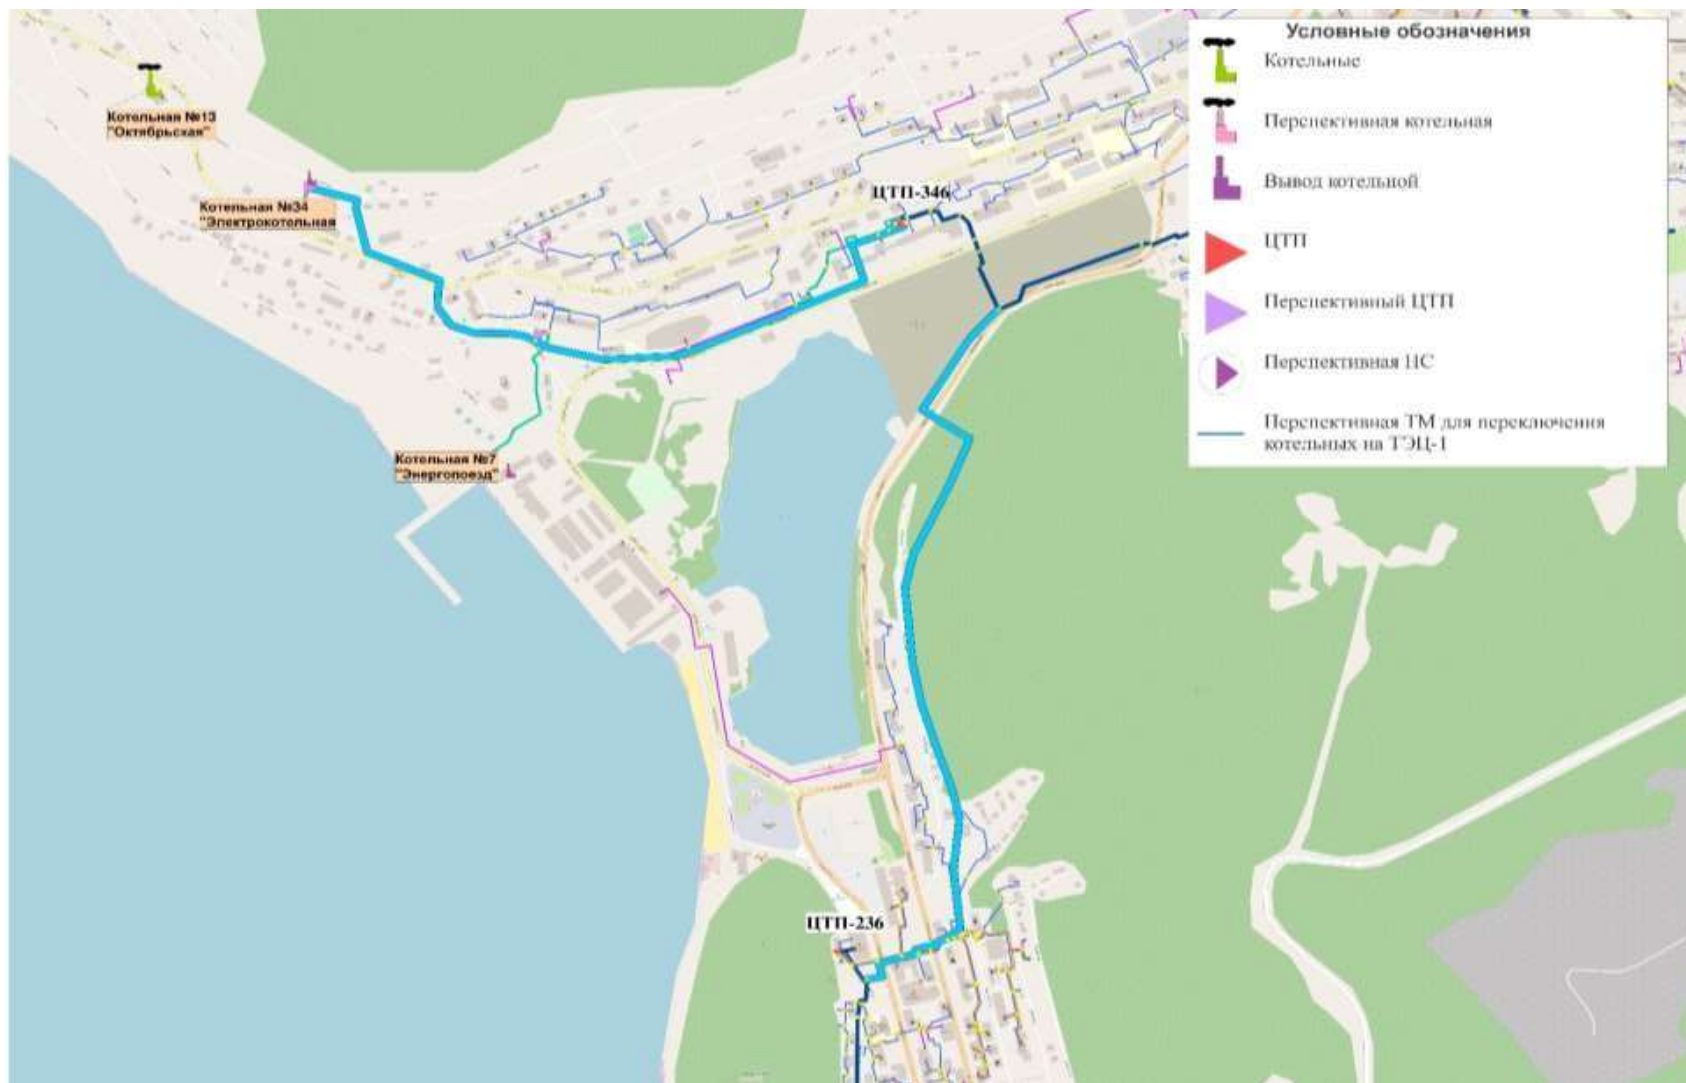 Условные обозначения
Котельные
Перспективная котельная
Вывод котельной
ЦТП
Перспективный ЦТП
Перспективная НС
Перспективная ТМ для переключения
котельных на ТЭЦ-1
Котельная №13
"Октябрьская"
Котельная №34
"Электрокотельная
ЦТП-346
Котельная №7
"Энергопоезд"
ЦТП-236